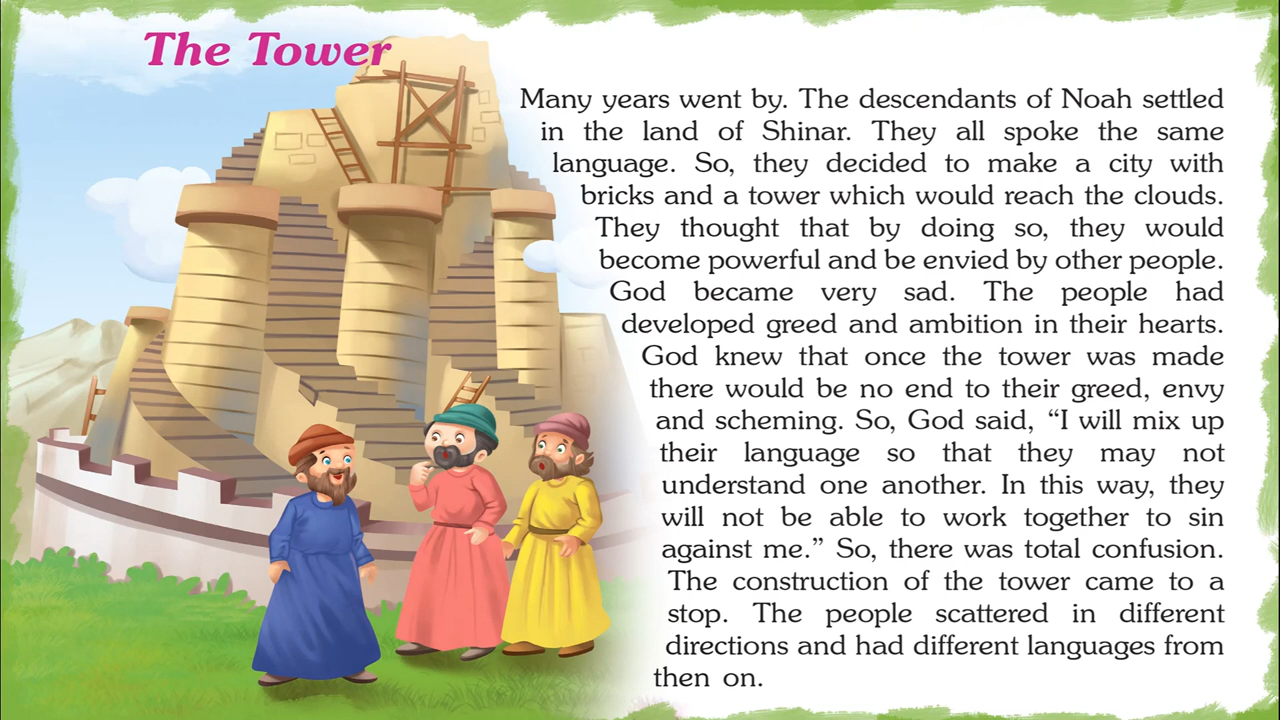 The Tower
Many years went by. The descendants of Noah settled
in the land of Shinar. They all spoke the same
language. So, they decided to make a city with
bricks and a tower which would reach the clouds.
They thought that by doing so, they would
become powerful and be envied by other people.
God became very sad. The people had
developed greed and ambition in their hearts.
God knew that once the tower was made
there would be no end to their greed, envy
and scheming. So, God said, “I will mix up
their language so that they may not
understand one another. In this way, they
will not be able to work together to sin
against me.” So, there was total confusion.
The construction of the tower came to a
stop. The people scattered in different
directions and had different languages from
then on.